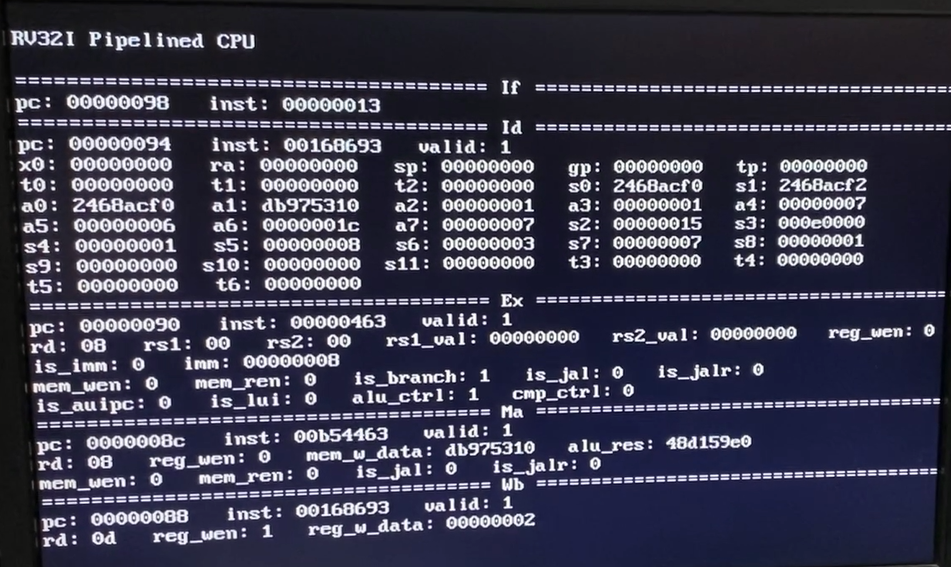 RV32I Pipelined CPU
=============================================== If ===============================================
pc: 00000098 inst: 00000013
=============================================== Id ===============================================
pc: 00000094 inst: 00168693 valid: 1
x0: 00000000 ra: 00000000 sp: 00000000 gp: 00000000 tp: 00000000
t0: 00000000 t1: 00000000 t2: 00000000 s0: 2468acf0 s1: 2468acf2
a0: 2468acf0 a1: db975310 a2: 00000001 a3: 00000001 a4: 00000007
a5: 00000006 a6: 0000001c a7: 00000007 s2: 00000015 s3: 000e0000
s4: 00000001 s5: 00000008 s6: 00000003 s7: 00000007 s8: 00000001
s9: 00000000 s10: 00000000 s11: 00000000 t3: 00000000 t4: 00000000
t5: 00000000 t6: 00000000
=============================================== Ex ===============================================
pc: 00000090 inst: 00000463 valid: 1
rd: 08 rs1: 00 rs2: 00 rs1_val: 00000000 rs2_val: 00000000 reg_wen: 0
is_imm: 0 imm: 00000008
mem_wen: 0 mem_ren: 0 is_branch: 1 is_jal: 0 is_jalr: 0
is_auipc: 0 is_lui: 0 alu_ctrl: 1 cmp_ctrl: 0
=============================================== Ma ===============================================
pc: 0000008c inst: 00b54463 valid: 1
rd: 08 reg_wen: 0 mem_w_data: db975310 alu_res: 48d159e0
mem_wen: 0 mem_ren: 0 is_jal: 0 is_jalr: 0
=============================================== Wb ===============================================
pc: 00000088 inst: 00168693 valid: 1
rd: 0d reg_wen: 1 reg_w_data: 00000002